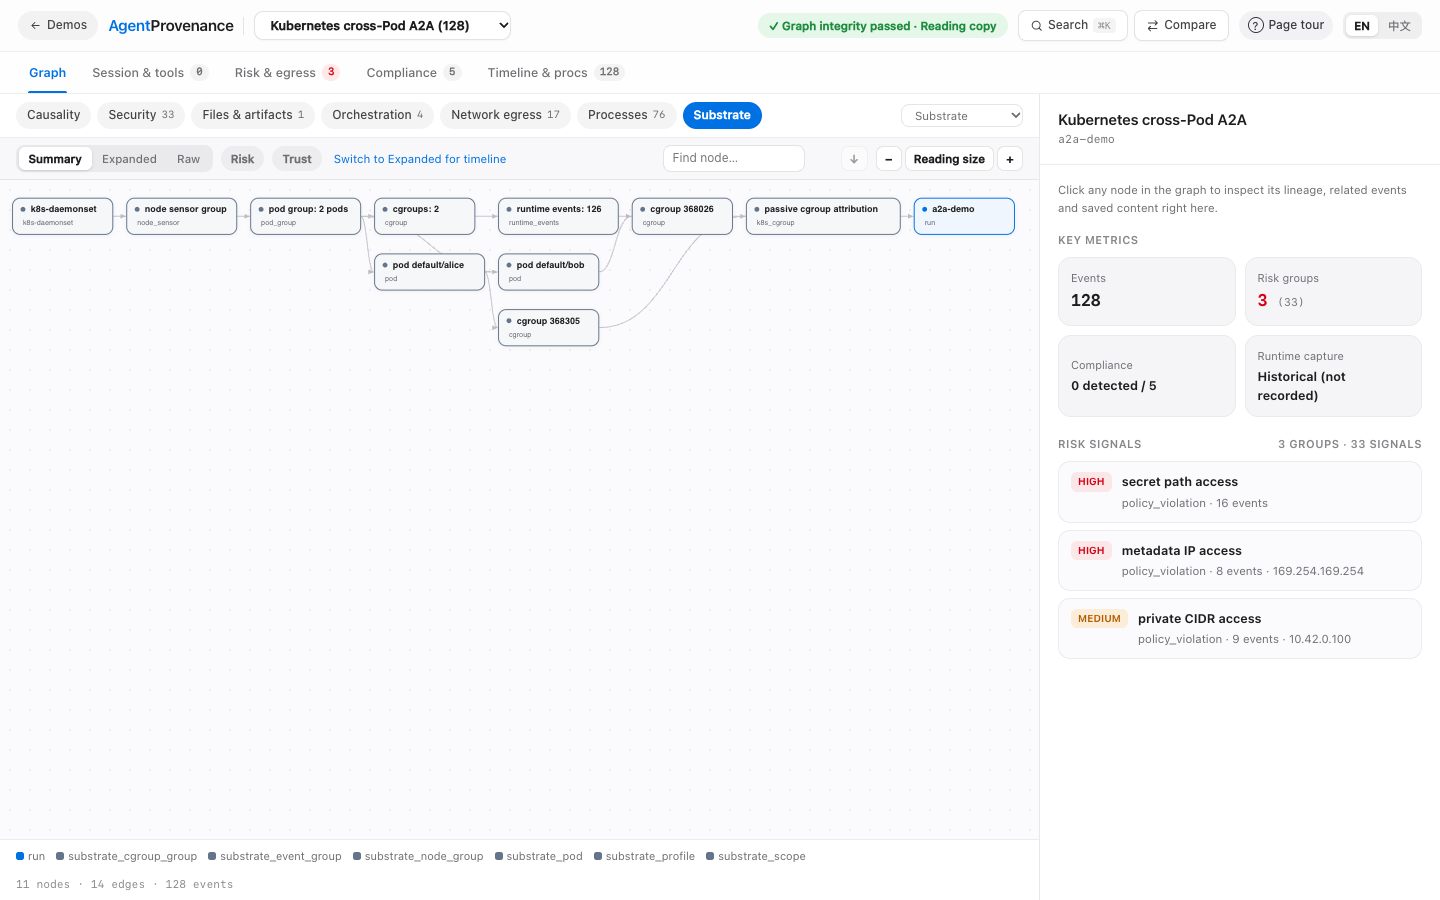 ← Demos
AgentProvenance
Kubernetes cross-Pod A2A (128)
✓ Graph integrity passed · Reading copy
Search ⌘K
Compare
? Page tour
EN 中文
Graph
Session & tools 0
Risk & egress 3
Compliance 5
Timeline & procs 128
Causality
Security 33
Files & artifacts 1
Orchestration 4
Network egress 17
Processes 76
Substrate
Substrate
Summary
Expanded
Raw
Risk
Trust
Switch to Expanded for timeline
Find node...
↓
−
Reading size
+
k8s-daemonset
k8s-daemonset
node sensor group
node_sensor
pod group: 2 pods
pod_group
cgroups: 2
cgroup
runtime events: 126
runtime_events
cgroup 368026
cgroup
passive cgroup attribution
k8s_cgroup
a2a-demo
run
pod default/alice
pod
pod default/bob
pod
cgroup 368305
cgroup
run
substrate_cgroup_group
substrate_event_group
substrate_node_group
substrate_pod
substrate_profile
substrate_scope
11 nodes · 14 edges · 128 events
Kubernetes cross-Pod A2A
a2a-demo
Click any node in the graph to inspect its lineage, related events
and saved content right here.
KEY METRICS
Events
128
Risk groups
3 (33)
Compliance
0 detected / 5
Runtime capture
Historical (not
recorded)
RISK SIGNALS
3 GROUPS · 33 SIGNALS
HIGH secret path access
policy_violation · 16 events
HIGH metadata IP access
policy_violation · 8 events · 169.254.169.254
MEDIUM private CIDR access
policy_violation · 9 events · 10.42.0.100